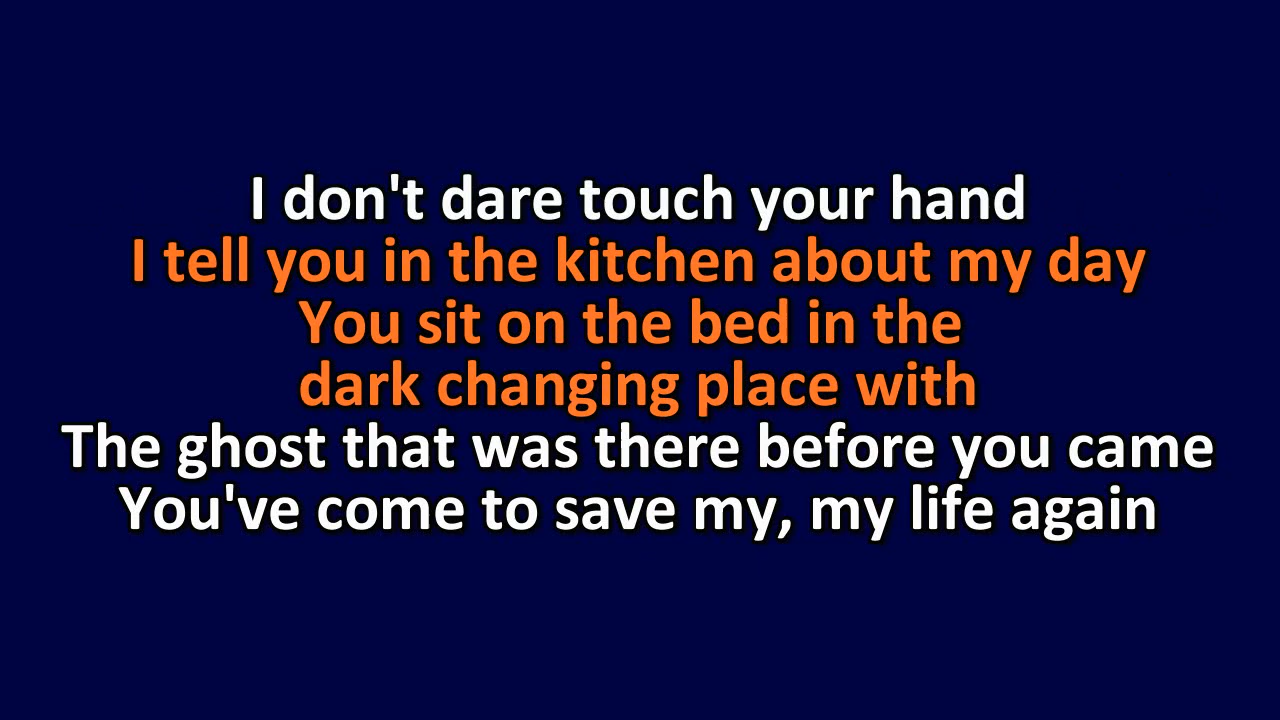 I don't dare touch your hand
I tell you in the kitchen about my day
You sit on the bed in the
dark changing place with
The ghost that was there before you came
You've come to save my, my life again